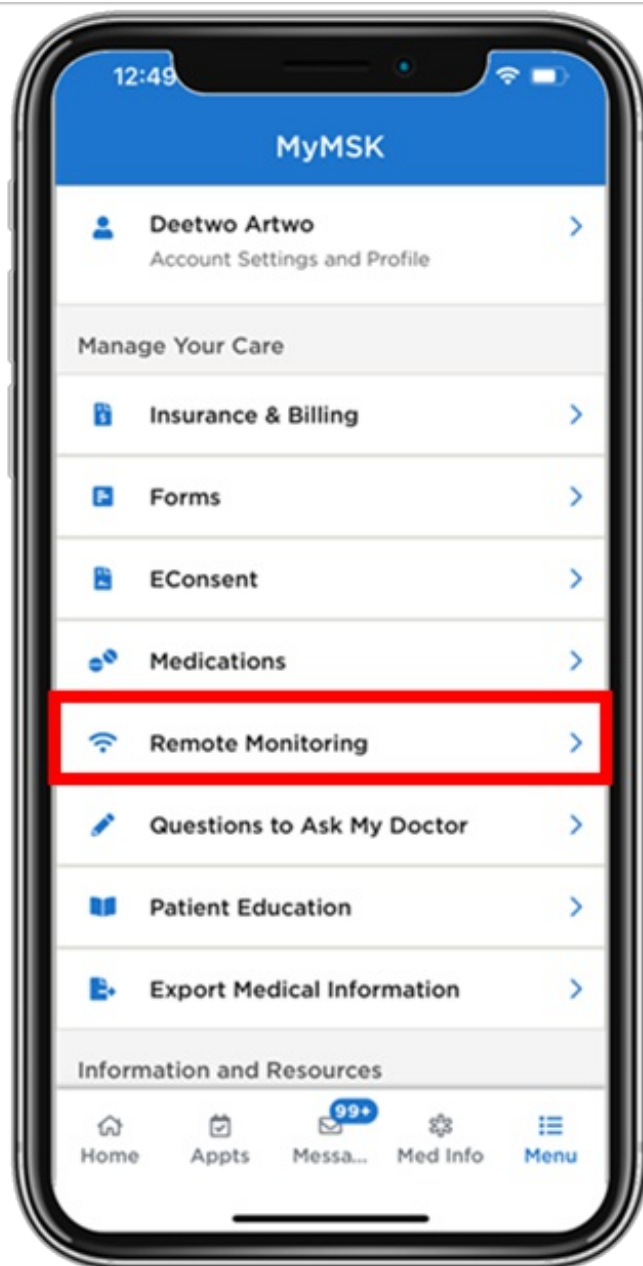 12:49
MyMSK
Deetwo Artwo
Account Settings and Profile
Manage Your Care
Insurance & Billing
Forms
EConsent
Medications
Remote Monitoring
Questions to Ask My Doctor
Patient Education
Export Medical Information
Information and Resources
99+
Home Appts Messa... Med Info Menu